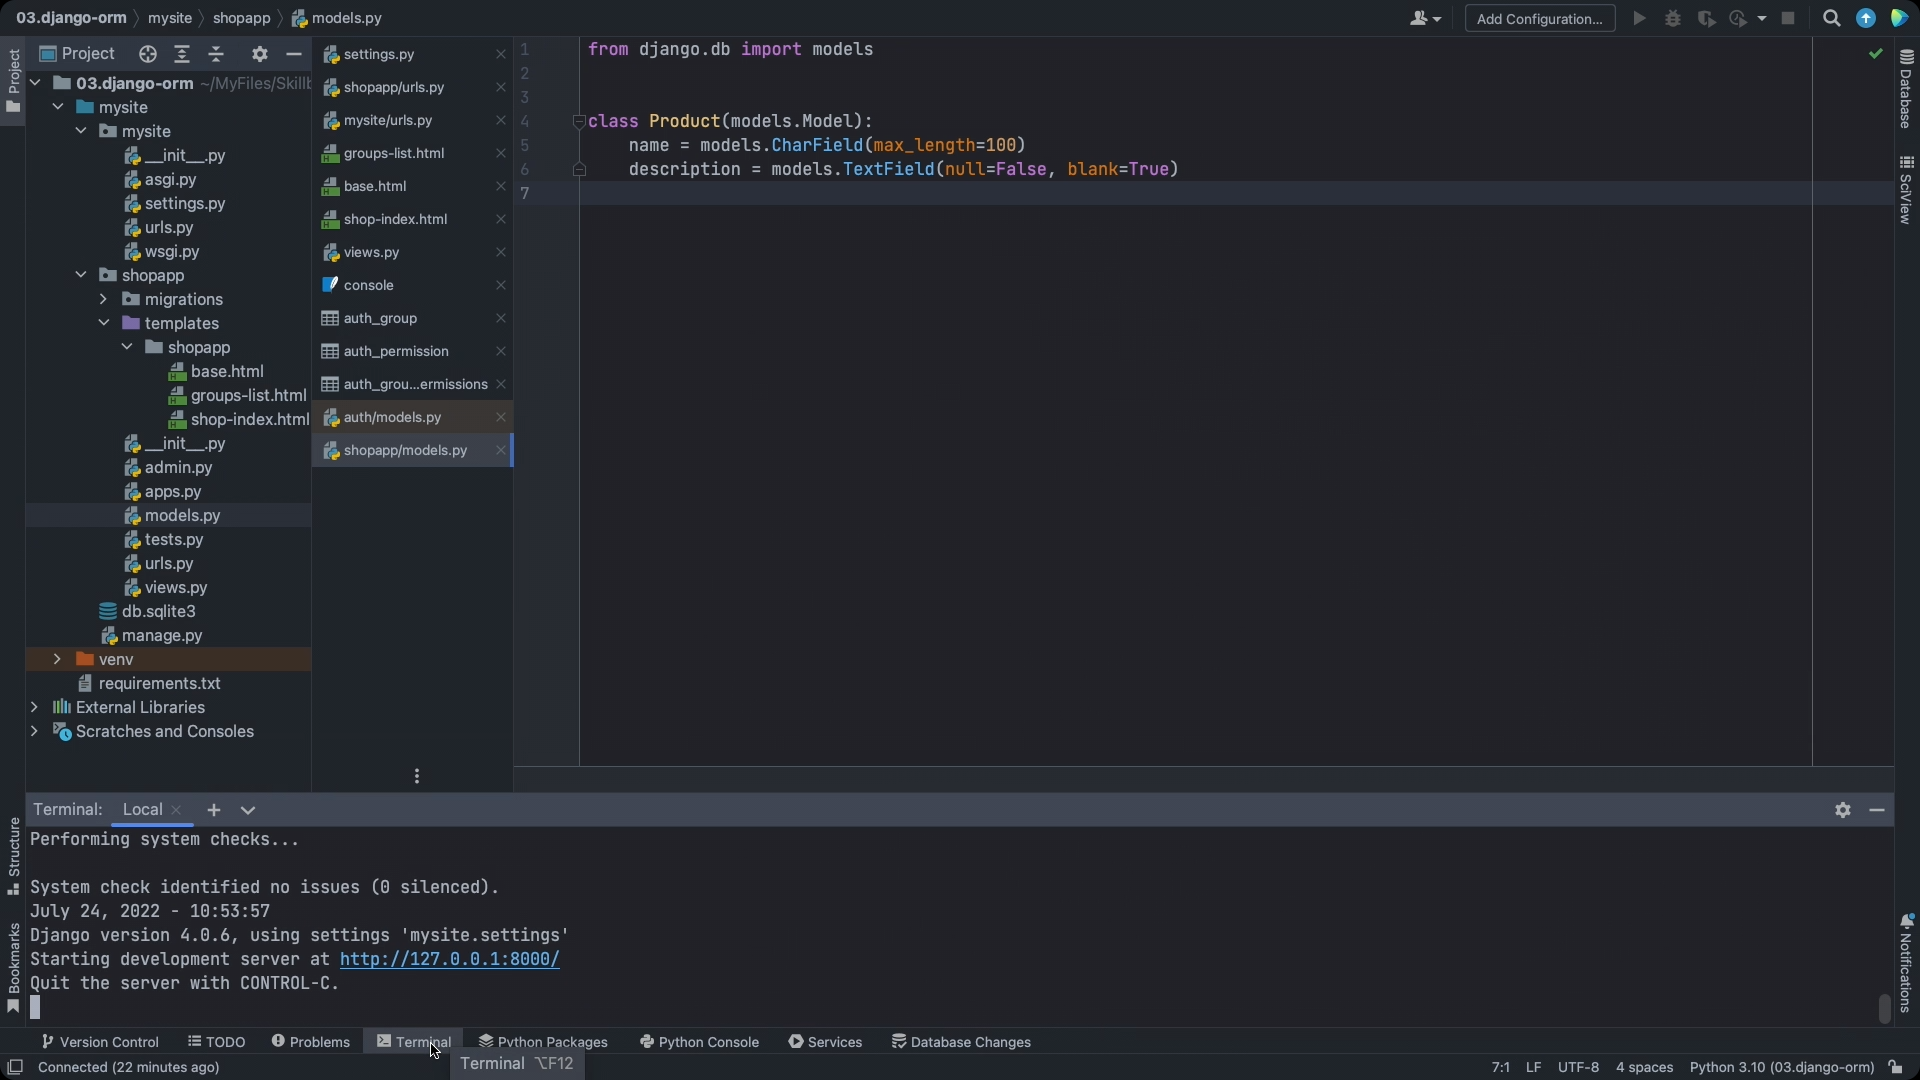 03.django-orm mysite shopapp models.py
Add Configuration...
Project
Project
03.django-orm ~/MyFiles/Skill
mysite
mysite
__init__.py
asgi.py
settings.py
urls.py
wsgi.py
shopapp
migrations
templates
shopapp
base.html
groups-list.html
shop-index.html
__init__.py
admin.py
apps.py
models.py
tests.py
urls.py
views.py
db.sqlite3
manage.py
venv
requirements.txt
External Libraries
Scratches and Consoles
settings.py
shopapp/urls.py
mysite/urls.py
groups-list.html
base.html
shop-index.html
views.py
console
auth_group
auth_permission
auth_grou...ermissions
auth/models.py
shopapp/models.py
1 from django.db import models
2
3
4 class Product(models.Model):
5 name = models.CharField(max_length=100)
6 description = models.TextField(null=False, blank=True)
7
Database
SciView
Notifications
Structure
Bookmarks
Terminal: Local
Performing system checks...
System check identified no issues (0 silenced).
July 24, 2022 - 10:53:57
Django version 4.0.6, using settings 'mysite.settings'
Starting development server at http://127.0.0.1:8000/
Quit the server with CONTROL-C.
Version Control TODO Problems Terminal Python Packages Python Console Services Database Changes
Terminal ⌥F12
Connected (22 minutes ago)
7:1 LF UTF-8 4 spaces Python 3.10 (03.django-orm)